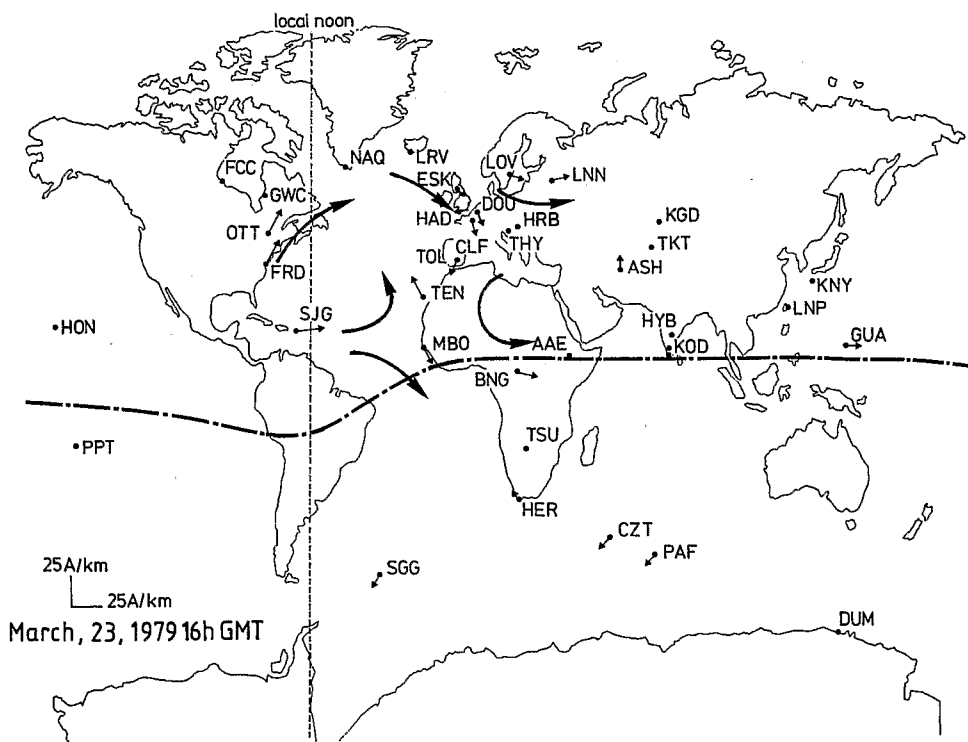 local noon
NAQ
LRV
FCC
ESK
LOV
LNN
GWC
HAD
DOU
HRB
KGD
OTT
TOL
CLF
THY
TKT
FRD
ASH
KNY
TEN
SJG
LNP
HON
HYB
GUA
MBO
AAE
KOD
BNG
PPT
TSU
HER
CZT
PAF
SGG
25A/km
25A/km
March, 23, 1979 16h GMT
DUM